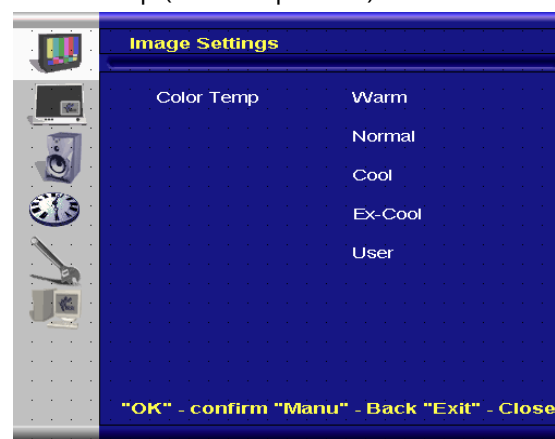 Image Settings
Color Temp Warm
Normal
Cool
Ex-Cool
User
"OK" - confirm "Manu" - Back "Exit" - Close